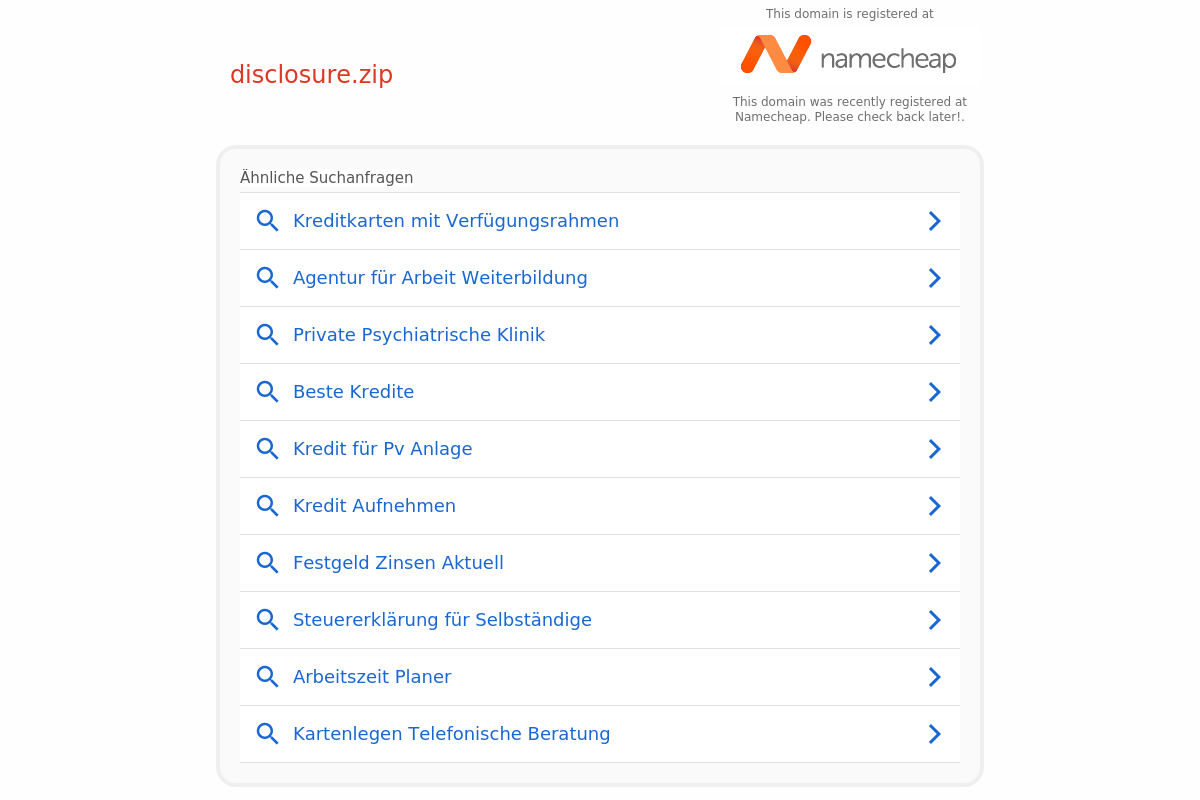 This domain is registered at
namecheap
disclosure.zip
This domain was recently registered at
Namecheap. Please check back later!.
Ähnliche Suchanfragen
Kreditkarten mit Verfügungsrahmen
Agentur für Arbeit Weiterbildung
Private Psychiatrische Klinik
Beste Kredite
Kredit für Pv Anlage
Kredit Aufnehmen
Festgeld Zinsen Aktuell
Steuererklärung für Selbständige
Arbeitszeit Planer
Kartenlegen Telefonische Beratung